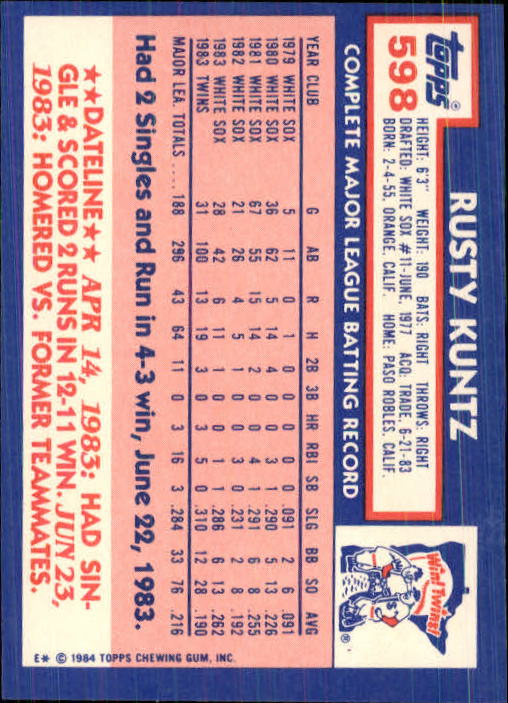 topps®
598
RUSTY KUNTZ
HEIGHT: 6'3" WEIGHT: 190 BATS: RIGHT THROWS: RIGHT
DRAFTED: WHITE SOX #11-JUNE, 1977 ACQ: TRADE, 6-21-83
BORN: 2-4-55, ORANGE, CALIF. HOME: PASO ROBLES, CALIF.
Win! Twins!
®
COMPLETE MAJOR LEAGUE BATTING RECORD
YEAR CLUB G AB R H 2B 3B HR RBI SB SLG BB SO AVG
1979 WHITE SOX 5 11 0 1 0 0 0 0 0 .091 2 6 .091
1980 WHITE SOX 36 62 5 14 4 0 0 3 1 .290 5 13 .226
1981 WHITE SOX 67 55 15 14 2 0 0 4 1 .291 6 8 .255
1982 WHITE SOX 21 26 4 5 1 0 0 3 0 .231 2 8 .192
1983 WHITE SOX 28 42 6 11 1 0 0 1 1 .286 6 13 .262
1983 TWINS 31 100 13 19 3 0 3 5 0 .310 12 28 .190
MAJOR LEA. TOTALS .... 188 296 43 64 11 0 3 16 3 .284 33 76 .216
Had 2 Singles and Run in 4-3 win, June 22, 1983.
★★DATELINE★★ APR 14, 1983: HAD SIN-
GLE & SCORED 2 RUNS IN 12-11 WIN. JUN 23,
1983: HOMERED VS. FORMER TEAMMATES.
E* © 1984 TOPPS CHEWING GUM, INC.